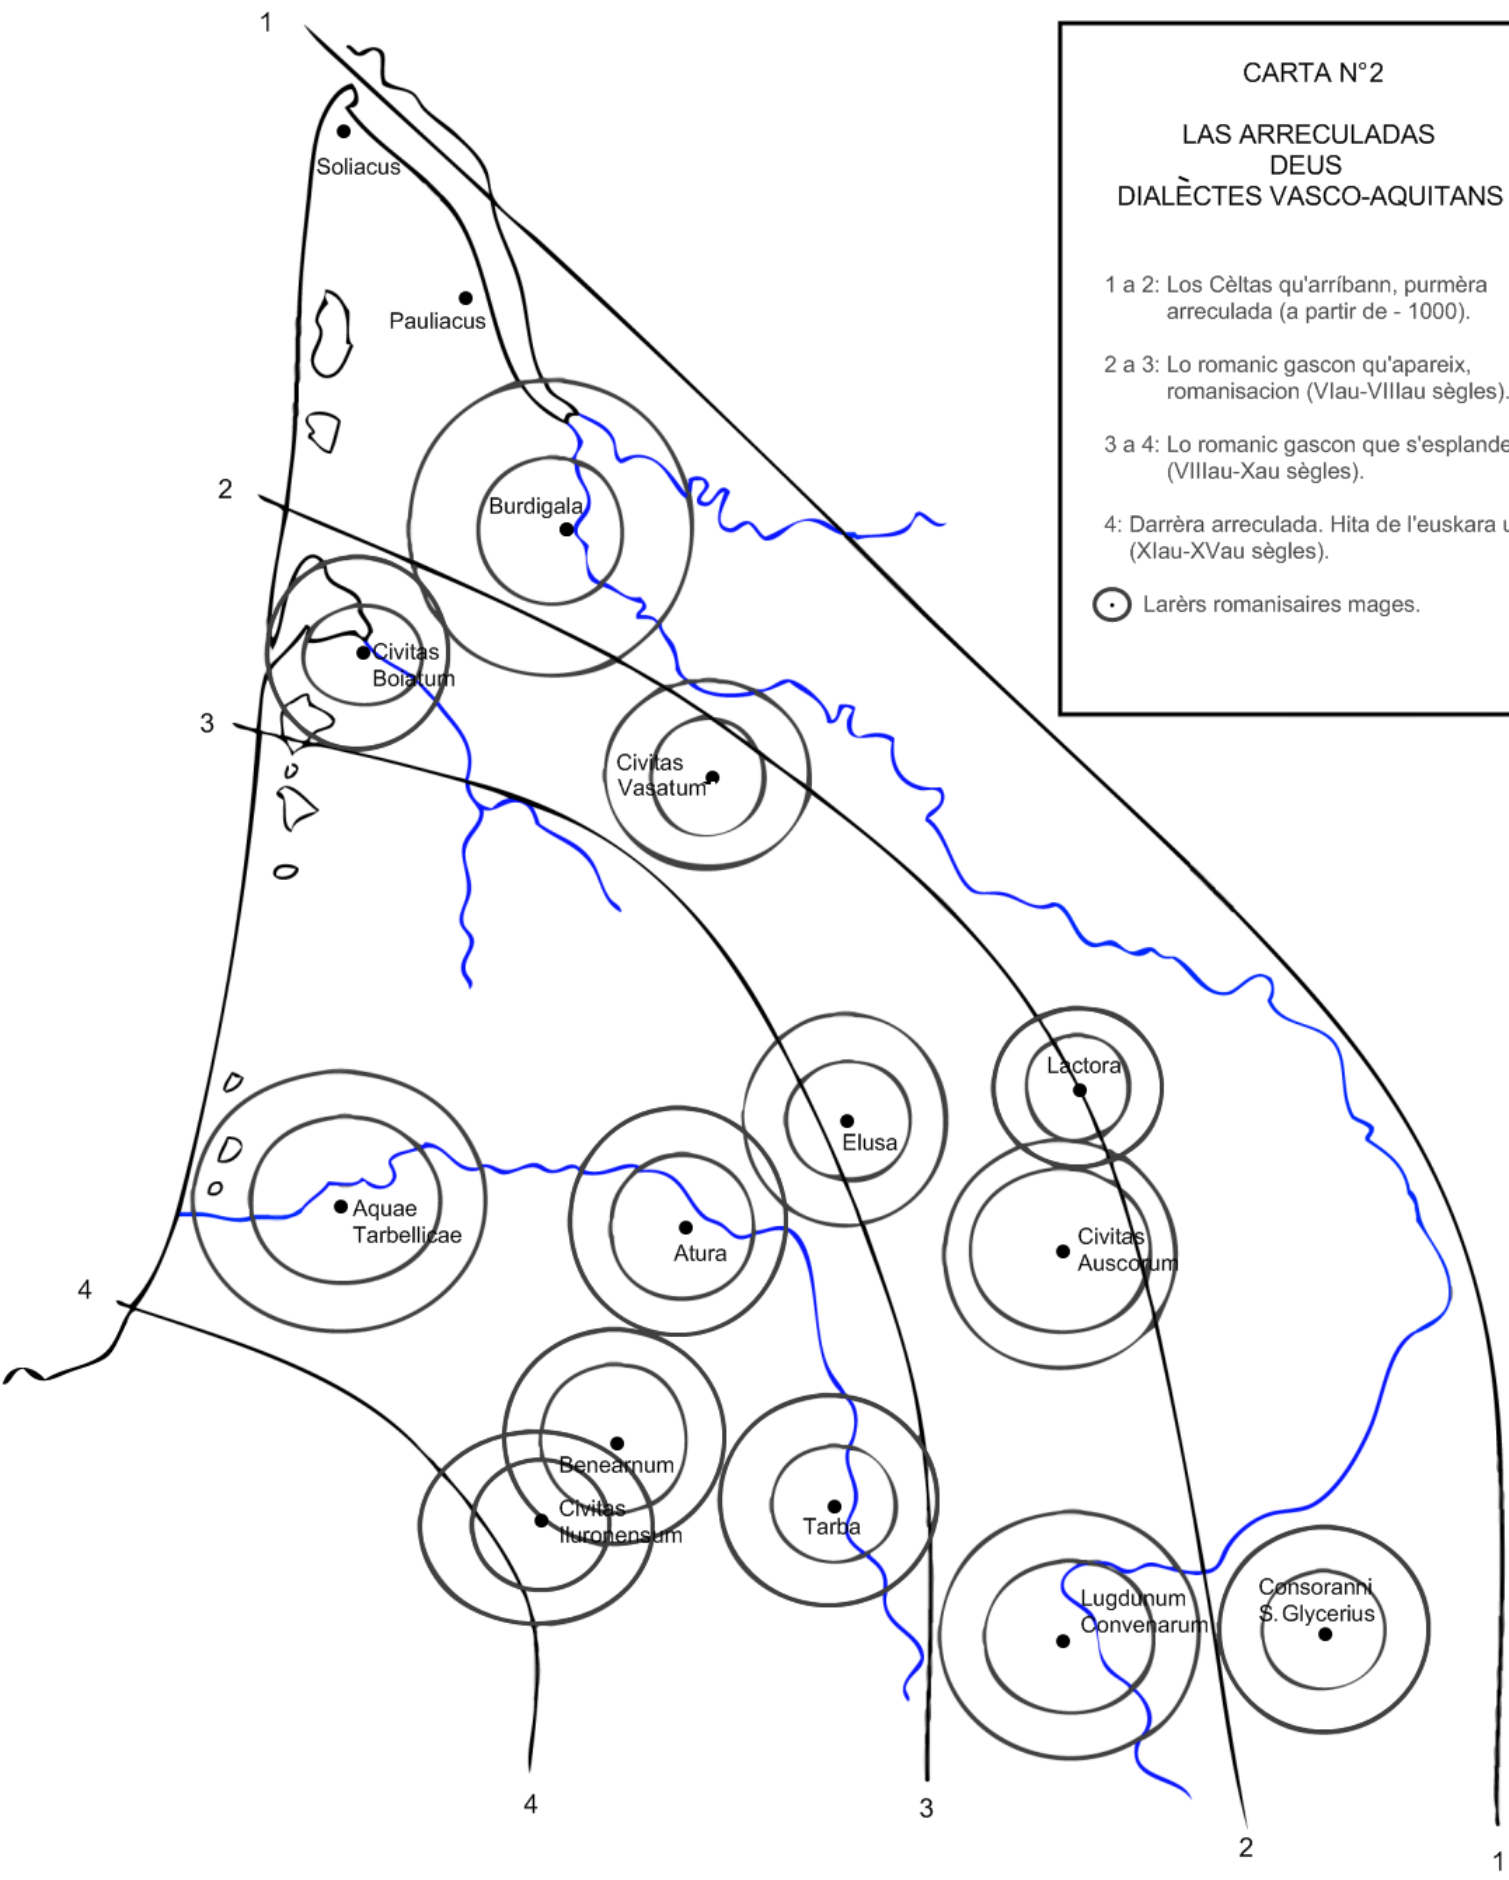 1
CARTA N°2
LAS ARRECULADAS
DEUS
DIALÈCTES VASCO-AQUITANS
1 a 2: Los Cèltas qu'arríbann, purmèra
arreculada (a partir de - 1000).
2 a 3: Lo romanic gascon qu'apareix,
romanisacion (VIau-VIIIau sègles).
3 a 4: Lo romanic gascon que s'esplande
(VIIIau-Xau sègles).
4: Darrèra arreculada. Hita de l'euskara
(XIau-XVau sègles).
Larèrs romanisaires mages.
Soliacus
Pauliacus
2
Burdigala
Civitas
Boiatum
3
Civitas
Vasatum
Lactora
Elusa
Aquae
Tarbellicae
Atura
Civitas
Auscorum
4
Benearnum
Civitas
Iluronensum
Tarba
Lugdunum
Convenarum
Consoranni
S. Glycerius
4
3
2
1